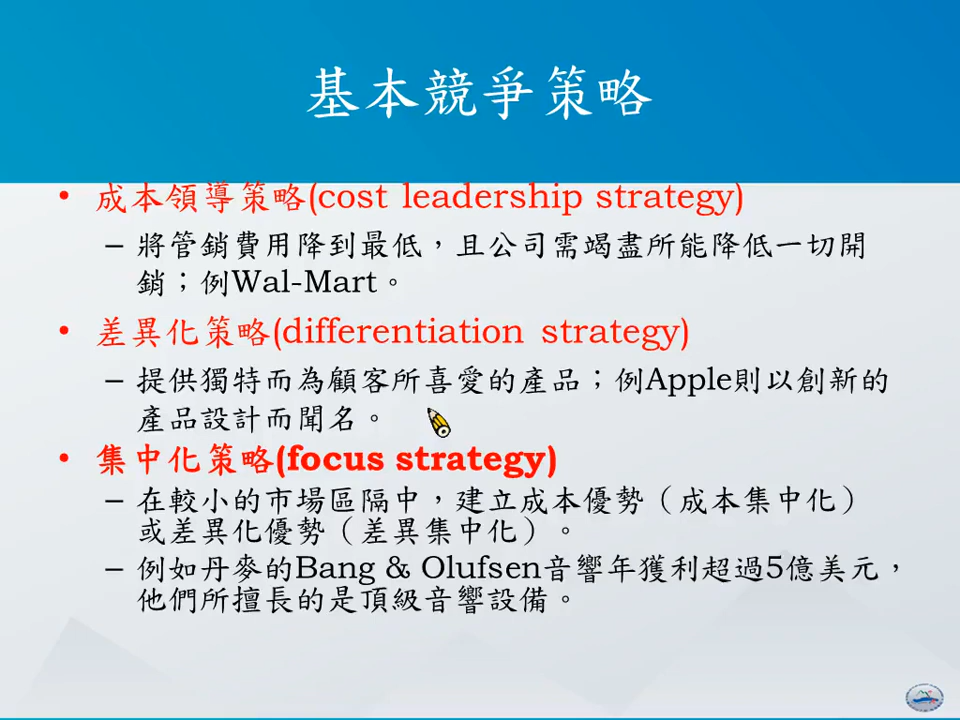 基本競爭策略
• 成本領導策略(cost leadership strategy)
– 將管銷費用降到最低，且公司需竭盡所能降低一切開
銷；例Wal-Mart。
• 差異化策略(differentiation strategy)
– 提供獨特而為顧客所喜愛的產品；例Apple則以創新的
產品設計而聞名。
• 集中化策略(focus strategy)
– 在較小的市場區隔中，建立成本優勢（成本集中化）
或差異化優勢（差異集中化）。
– 例如丹麥的Bang & Olufsen音響年獲利超過5億美元，
他們所擅長的是頂級音響設備。